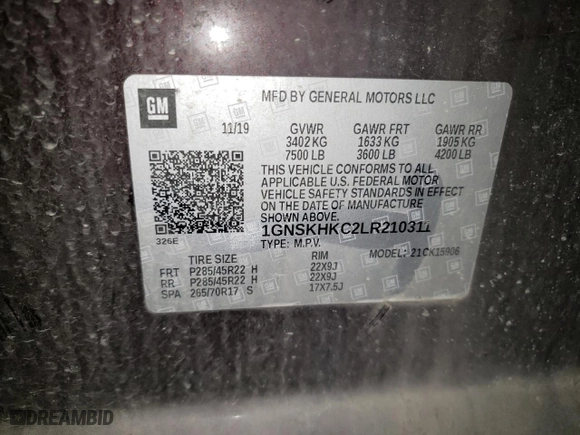 GM
MFD BY GENERAL MOTORS LLC
11/19 GVWR GAWR FRT GAWR RR
3402 KG 1633 KG 1905 KG
7500 LB 3600 LB 4200 LB
THIS VEHICLE CONFORMS TO ALL
APPLICABLE U.S. FEDERAL MOTOR
VEHICLE SAFETY STANDARDS IN EFFECT
ON THE DATE OF MANUFACTURE
SHOWN ABOVE.
326E
1GNSKHKC2LR210311
TYPE: M.P.V. MODEL: 21CK15906
TIRE SIZE RIM
FRT P285/45R22 H 22X9J
RR P285/45R22 H 22X9J
SPA 265/70R17 S 17X7.5J
DREAMBID